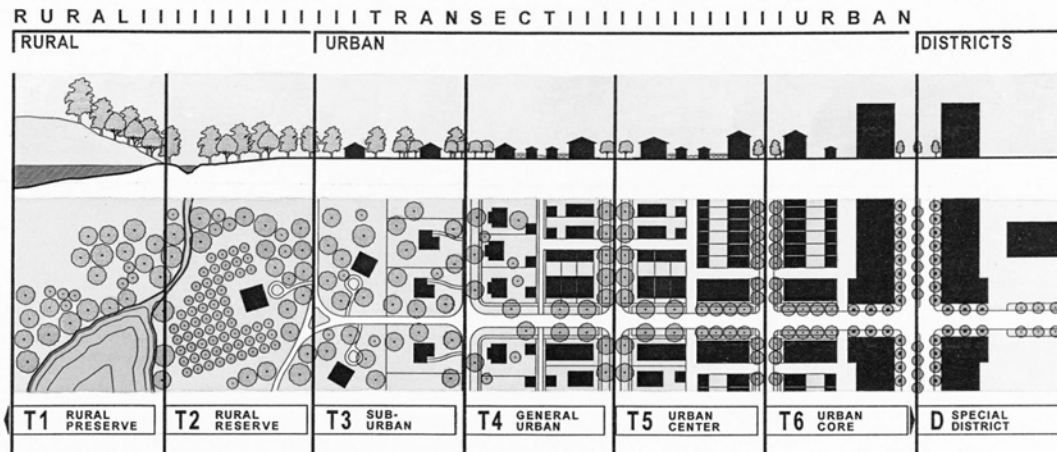 RURALIIIIIIIIIIIIITRANSECTIIIIIIIIIIIIIURBAN
RURAL
URBAN
DISTRICTS
T1 RURAL PRESERVE
T2 RURAL RESERVE
T3 SUB-URBAN
T4 GENERAL URBAN
T5 URBAN CENTER
T6 URBAN CORE
D SPECIAL DISTRICT